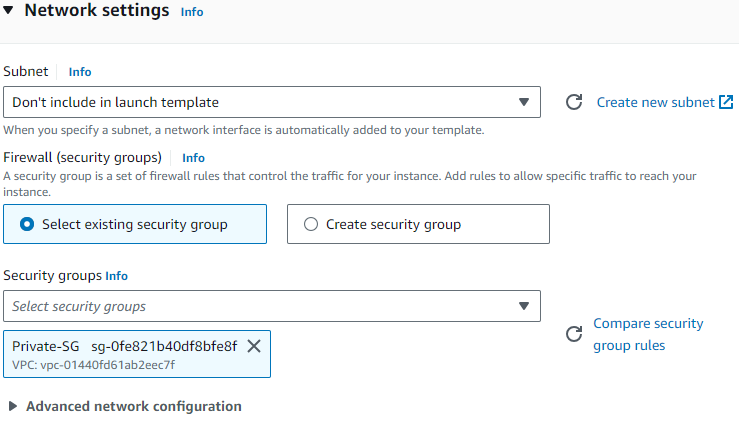 Network settings Info
Subnet Info
Don't include in launch template
Create new subnet
When you specify a subnet, a network interface is automatically added to your template.
Firewall (security groups) Info
A security group is a set of firewall rules that control the traffic for your instance. Add rules to allow specific traffic to reach your
instance.
Select existing security group
Create security group
Security groups Info
Select security groups
Compare security
group rules
Private-SG sg-0fe821b40df8bfe8f
VPC: vpc-01440fd61ab2eec7f
Advanced network configuration